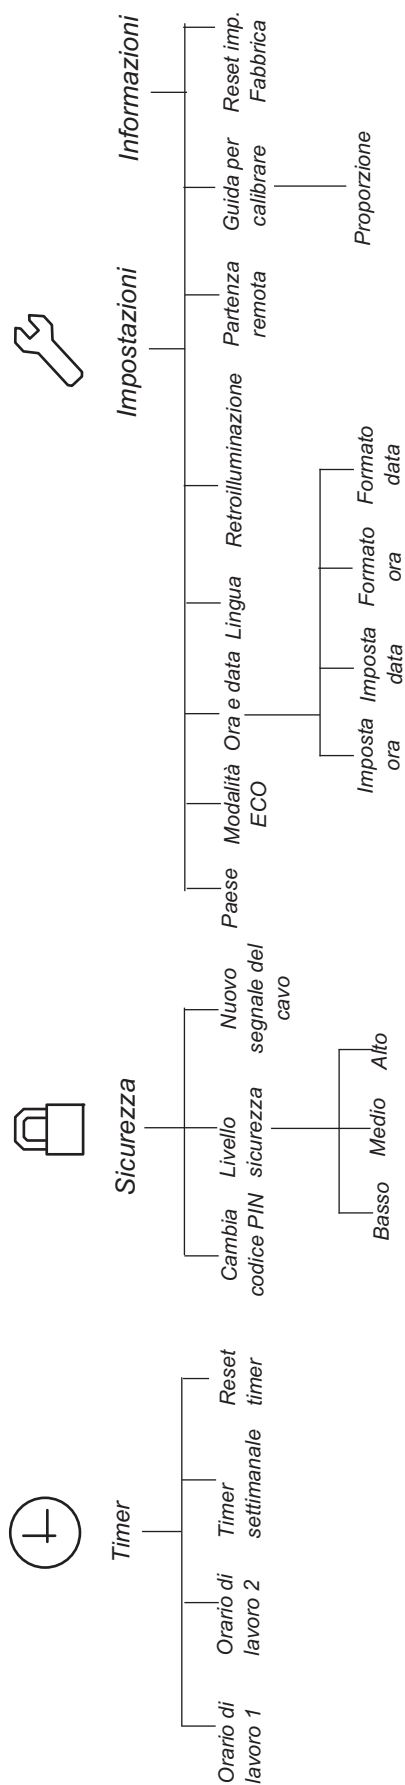 Timer
Orario di
lavoro 1
Orario di
lavoro 2
Timer
settimanale
Reset
timer
Sicurezza
Cambia
codice PIN
Livello
sicurezza
Basso
Medio
Alto
Nuovo
segnale del
cavo
Impostazioni
Informazioni
Paese
Modalità
ECO
Ora e data
Imposta
ora
Imposta
data
Formato
ora
Formato
data
Lingua
Retroilluminazione
Partenza
remota
Guida per
calibrare
Proporzione
Reset imp.
Fabbrica